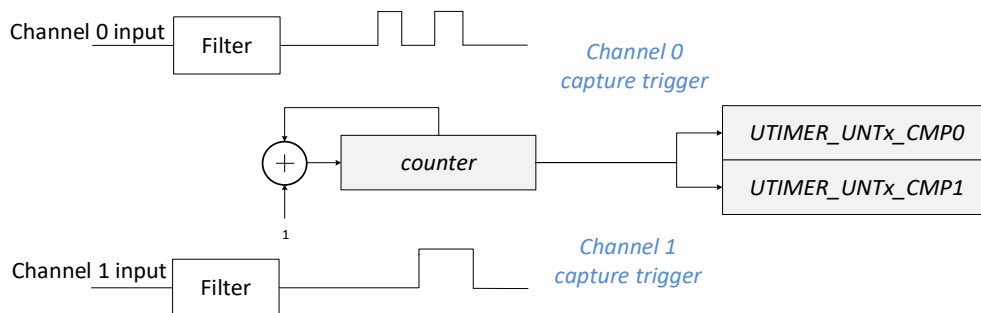 Channel 0 input
Filter
Channel 0
capture trigger
UTIMER_UNTx_CMP0
counter
UTIMER_UNTx_CMP1
1
Channel 1 input
Filter
Channel 1
capture trigger